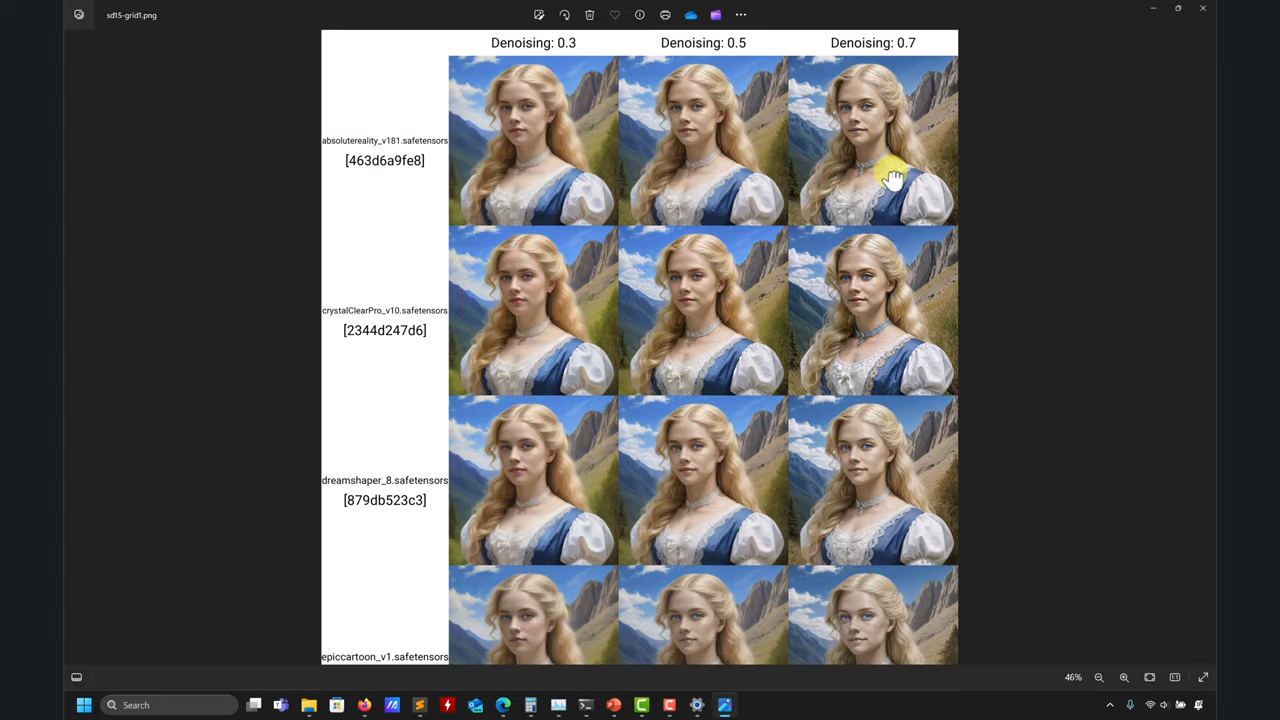 sd15-grid1.png
Denoising: 0.3
Denoising: 0.5
Denoising: 0.7
absolutereality_v181.safetensors
[463d6a9fe8]
crystalClearPro_v10.safetensors
[2344d247d6]
dreamshaper_8.safetensors
[879db523c3]
epiccartoon_v1.safetensors
46%
Search